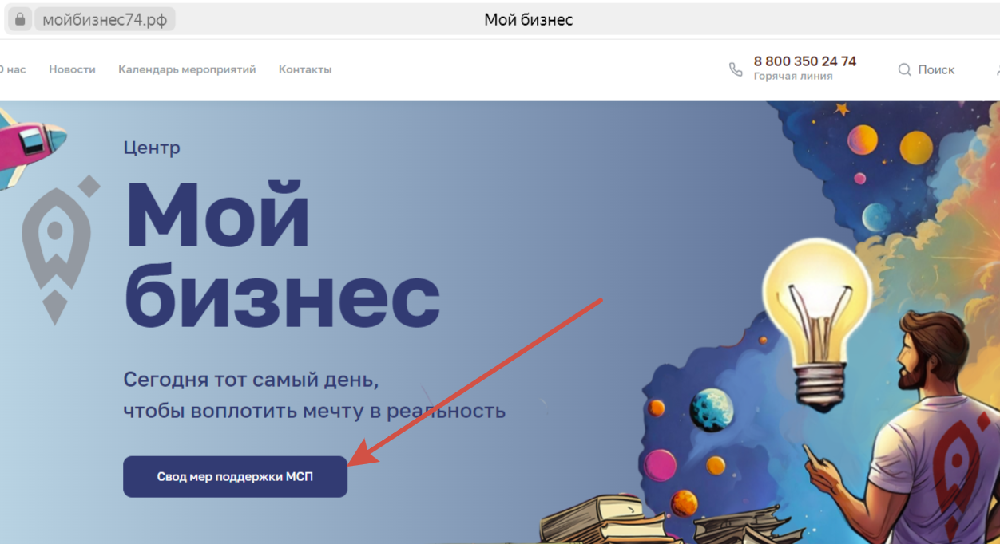 мойбизнес74.рф
Мой бизнес
О нас
Новости
Календарь мероприятий
Контакты
8 800 350 24 74
Горячая линия
Поиск
Центр
Мой
бизнес
Сегодня тот самый день,
чтобы воплотить мечту в реальность
Свод мер поддержки МСП